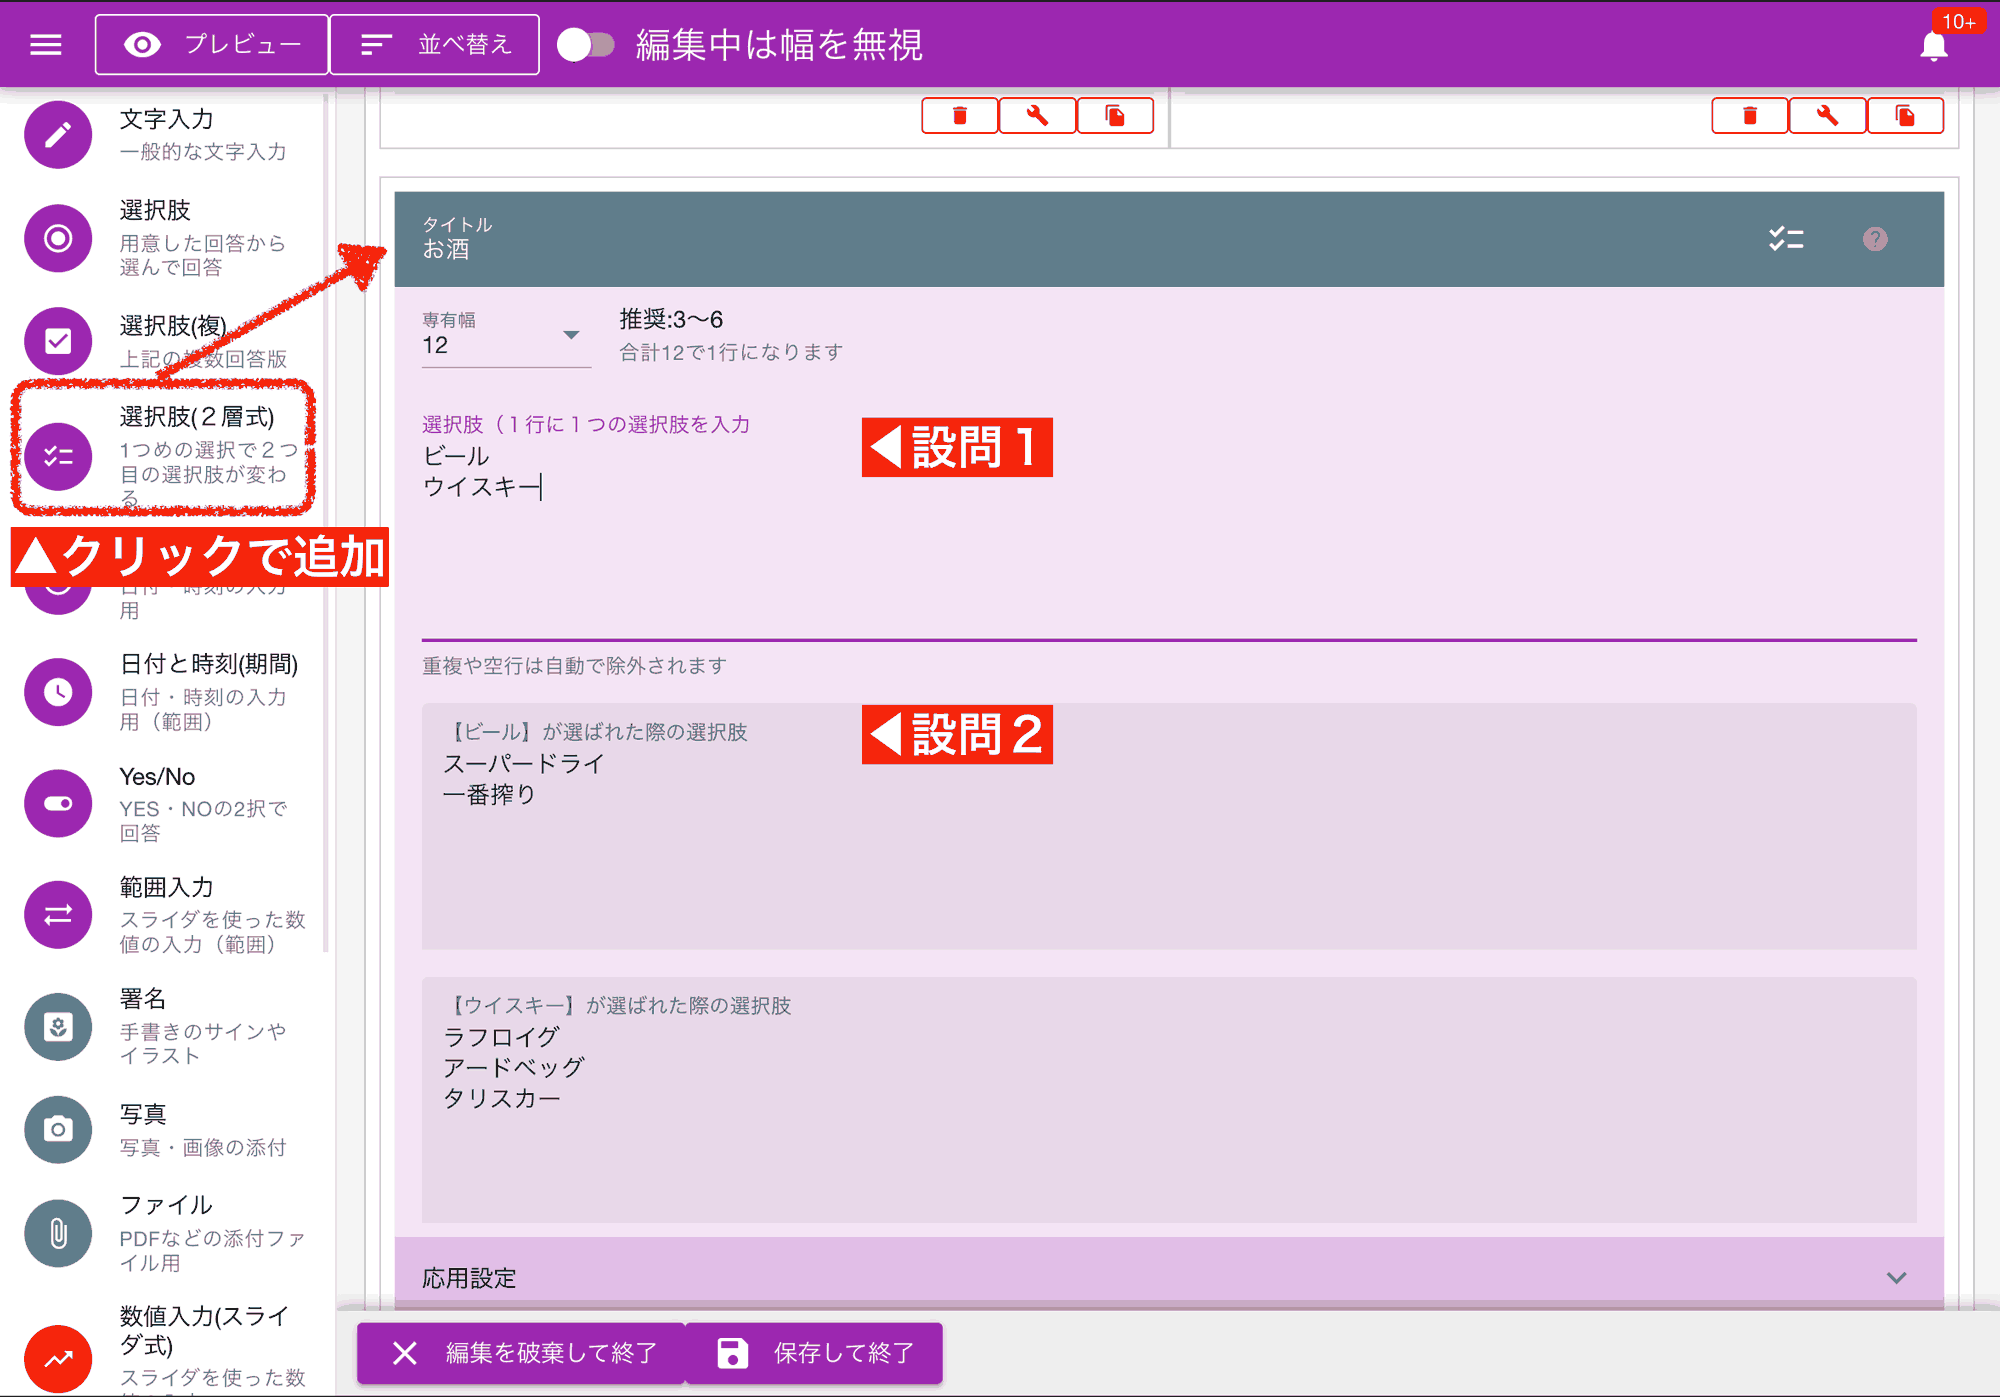 プレビュー
並べ替え
編集中は幅を無視
10+
文字入力
一般的な文字入力
選択肢
用意した回答から
選んで回答
選択肢(複)
上記の複数回答版
選択肢(２層式)
1つめの選択で２つ
目の選択肢が変わ
る
▲クリックで追加
日付・時刻の入力
用
日付と時刻(期間)
日付・時刻の入力
用（範囲）
Yes/No
YES・NOの2択で
回答
範囲入力
スライダを使った数
値の入力（範囲）
署名
手書きのサインや
イラスト
写真
写真・画像の添付
ファイル
PDFなどの添付ファ
イル用
数値入力(スライ
ダ式)
スライダを使った数
タイトル
お酒
専有幅
12
推奨:3〜6
合計12で1行になります
選択肢（１行に１つの選択肢を入力
ビール
ウイスキー
◀設問１
重複や空行は自動で除外されます
【ビール】が選ばれた際の選択肢
スーパードライ
一番搾り
◀設問２
【ウイスキー】が選ばれた際の選択肢
ラフロイグ
アードベッグ
タリスカー
応用設定
編集を破棄して終了
保存して終了